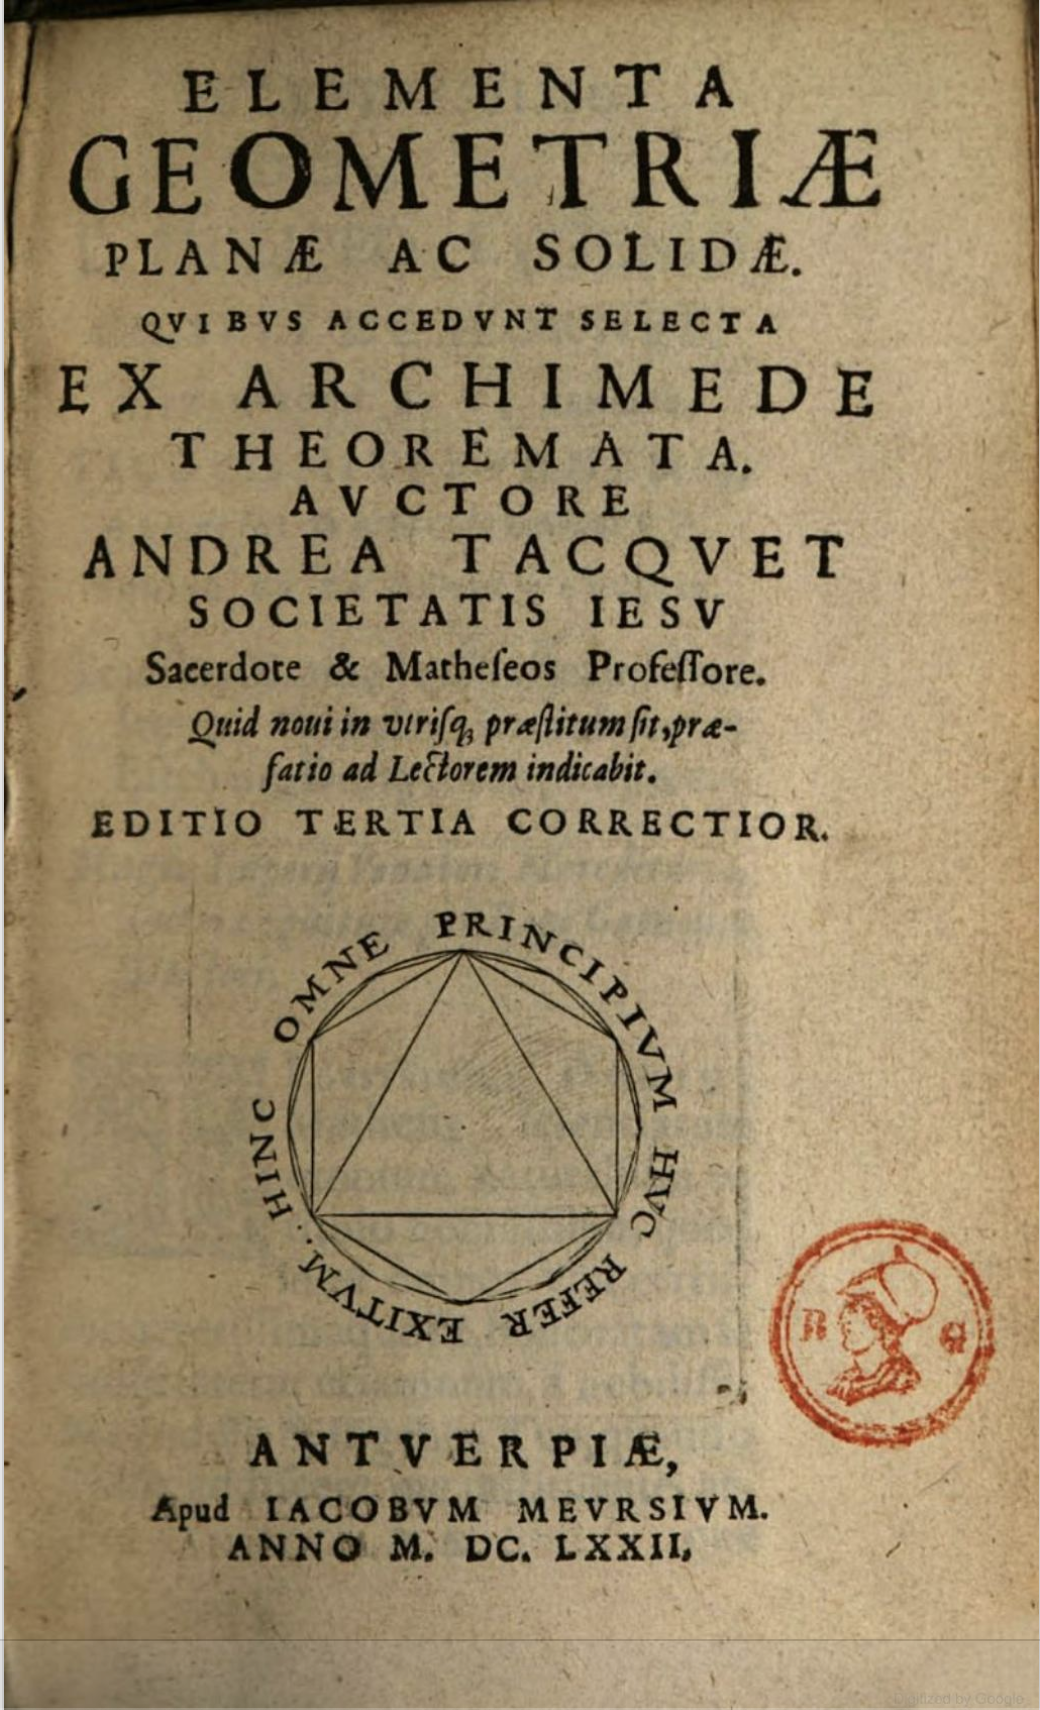 ELEMENTA
GEOMETRIÆ
PLANÆ AC SOLIDÆ.
QVIBVS ACCEDVNT SELECTA
EX ARCHIMEDE
THEOREMATA.
AVCTORE
ANDREA TACQVET
SOCIETATIS IESV
Sacerdote & Matheſeos Profeſſore.
Quid noui in vtriſq; præſtitum ſit, præ-
fatio ad Lectorem indicabit.
EDITIO TERTIA CORRECTIOR.
HINC OMNE PRINCIPIVM HVC REFER EXITVM..
B G
ANTVERPIÆ,
Apud IACOBVM MEVRSIVM.
ANNO M. DC. LXXII,
Digitized by Google